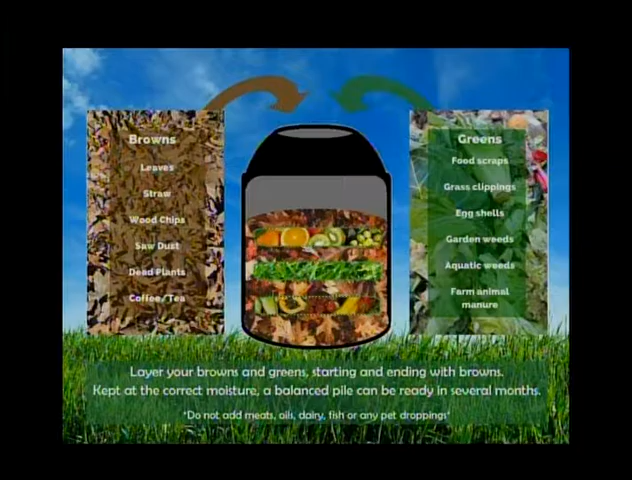 Browns
Leaves
Straw
Wood Chips
Saw Dust
Dead Plants
Coffee/Tea
Greens
Food scraps
Grass clippings
Egg shells
Garden weeds
Aquatic weeds
Farm animal
manure
Layer your browns and greens, starting and ending with browns.
Kept at the correct moisture, a balanced pile can be ready in several months.
*Do not add meats, oils, dairy, fish or any pet droppings*